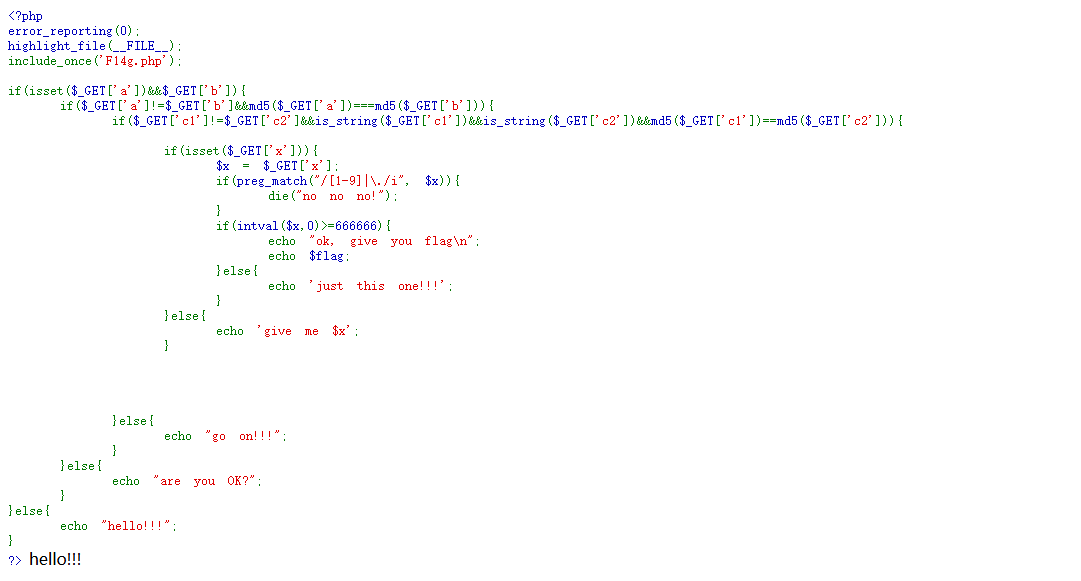 <?php
error_reporting(0);
highlight_file(__FILE__);
include_once('F14g.php');
if(isset($_GET['a'])&&$_GET['b']){
if($_GET['a']!=$_GET['b']&&md5($_GET['a'])===md5($_GET['b'])){
if($_GET['c1']!=$_GET['c2']&&is_string($_GET['c1'])&&is_string($_GET['c2'])&&md5($_GET['c1'])==md5($_GET['c2'])){
if(isset($_GET['x'])){
$x = $_GET['x'];
if(preg_match("/[1-9]|\./i", $x)){
die("no no no!");
}
if(intval($x,0)>=666666){
echo "ok, give you flag\n";
echo $flag;
}else{
echo 'just this one!!!';
}
}else{
echo 'give me $x';
}
}else{
echo "go on!!!";
}
}else{
echo "are you OK?";
}
}else{
echo "hello!!!";
}
?> hello!!!